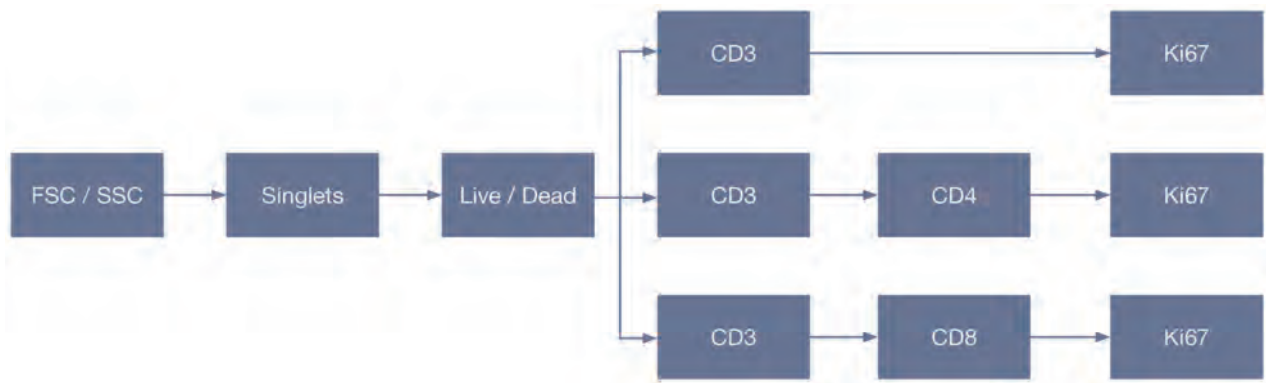 CD3
Ki67
FSC / SSC
Singlets
Live / Dead
CD3
CD4
Ki67
CD3
CD8
Ki67